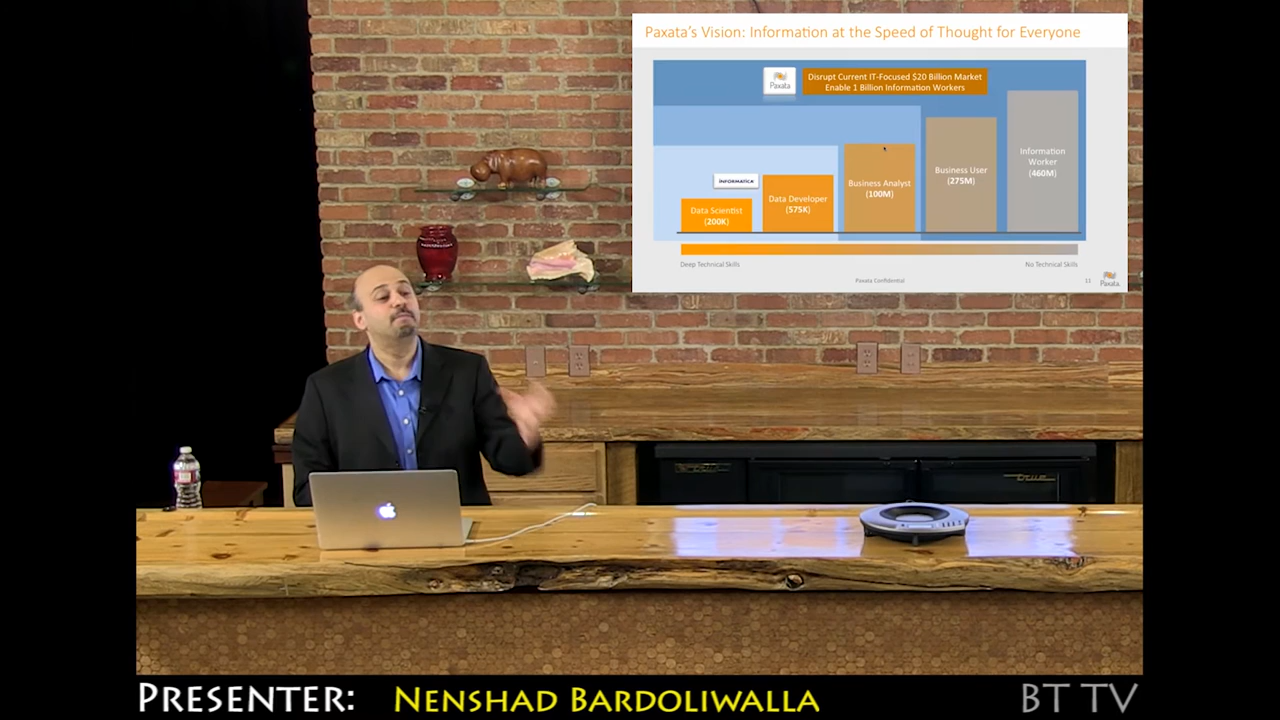 Paxata's Vision: Information at the Speed of Thought for Everyone
Paxata
Disrupt Current IT-Focused $20 Billion Market
Enable 1 Billion Information Workers
INFORMATICA
Data Scientist
(200K)
Data Developer
(575K)
Business Analyst
(100M)
Business User
(275M)
Information
Worker
(460M)
Deep Technical Skills
No Technical Skills
Paxata Confidential
11
Paxata
true
PRESENTER: NENSHAD BARDOLIWALLA
BT TV